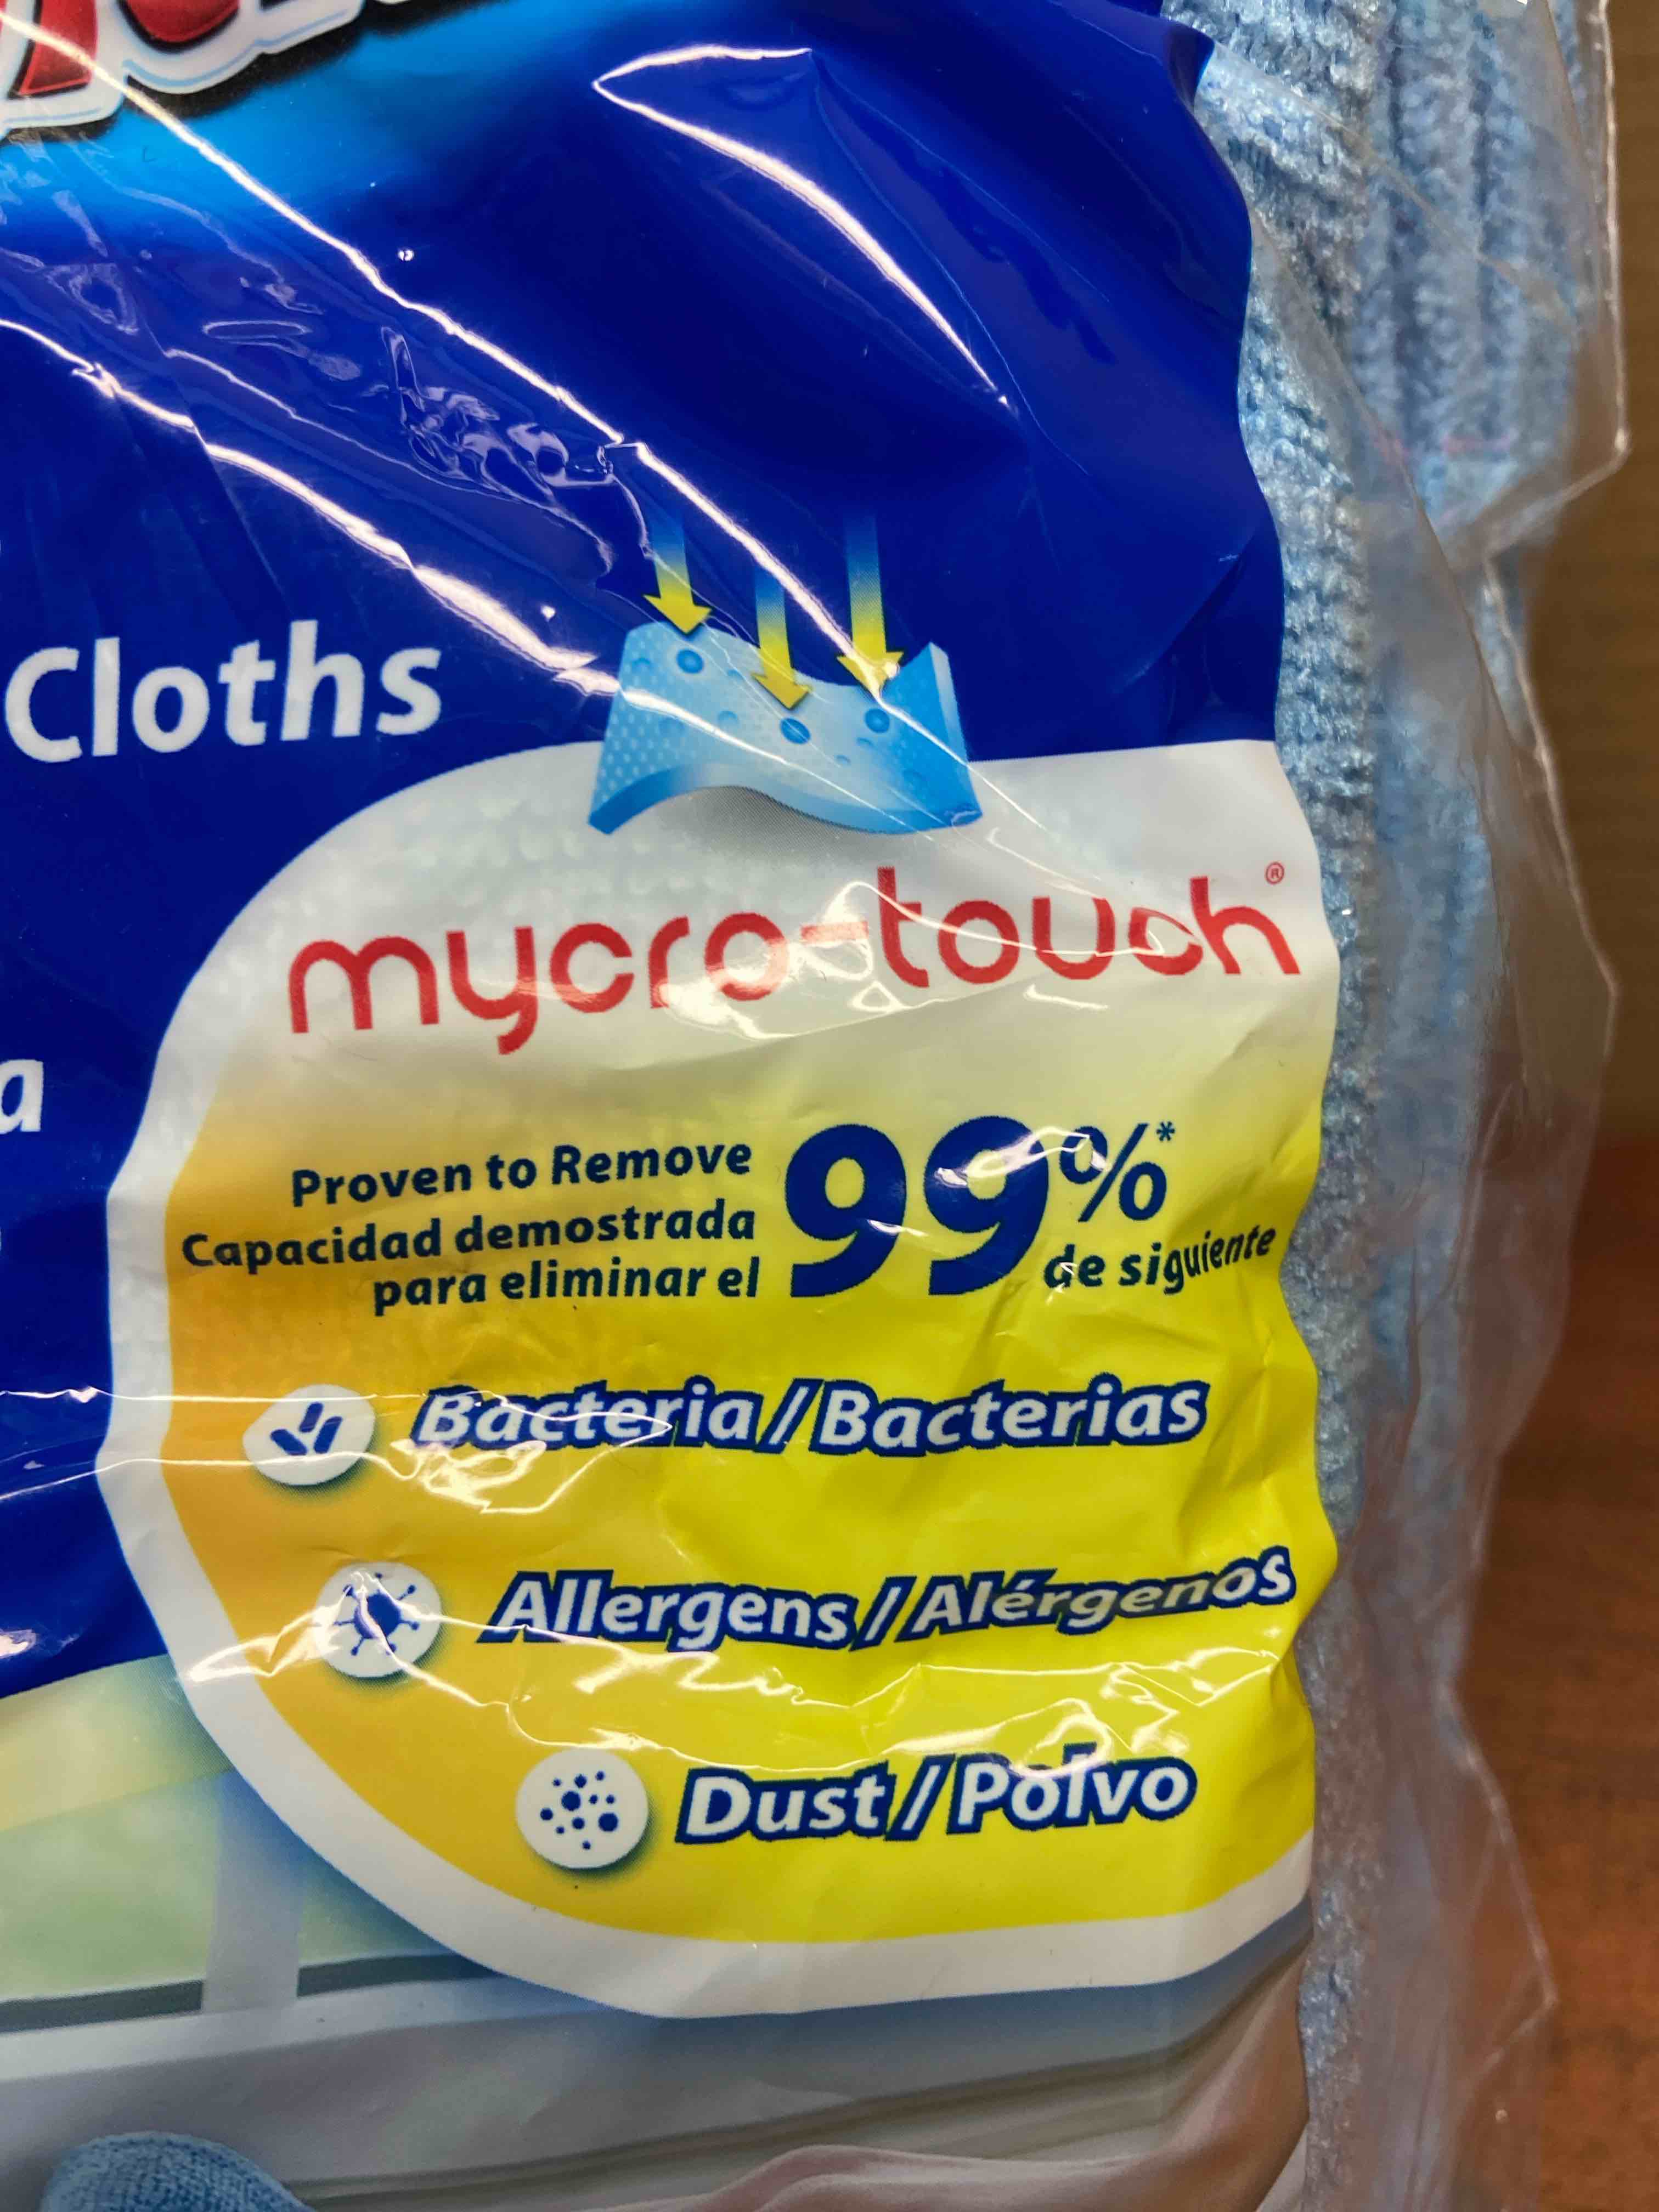 Cloths
a
mycro-touch®
Proven to Remove
Capacidad demostrada
para eliminar el
99%*
de siguiente
Bacteria / Bacterias
Allergens / Alérgenos
Dust / Polvo